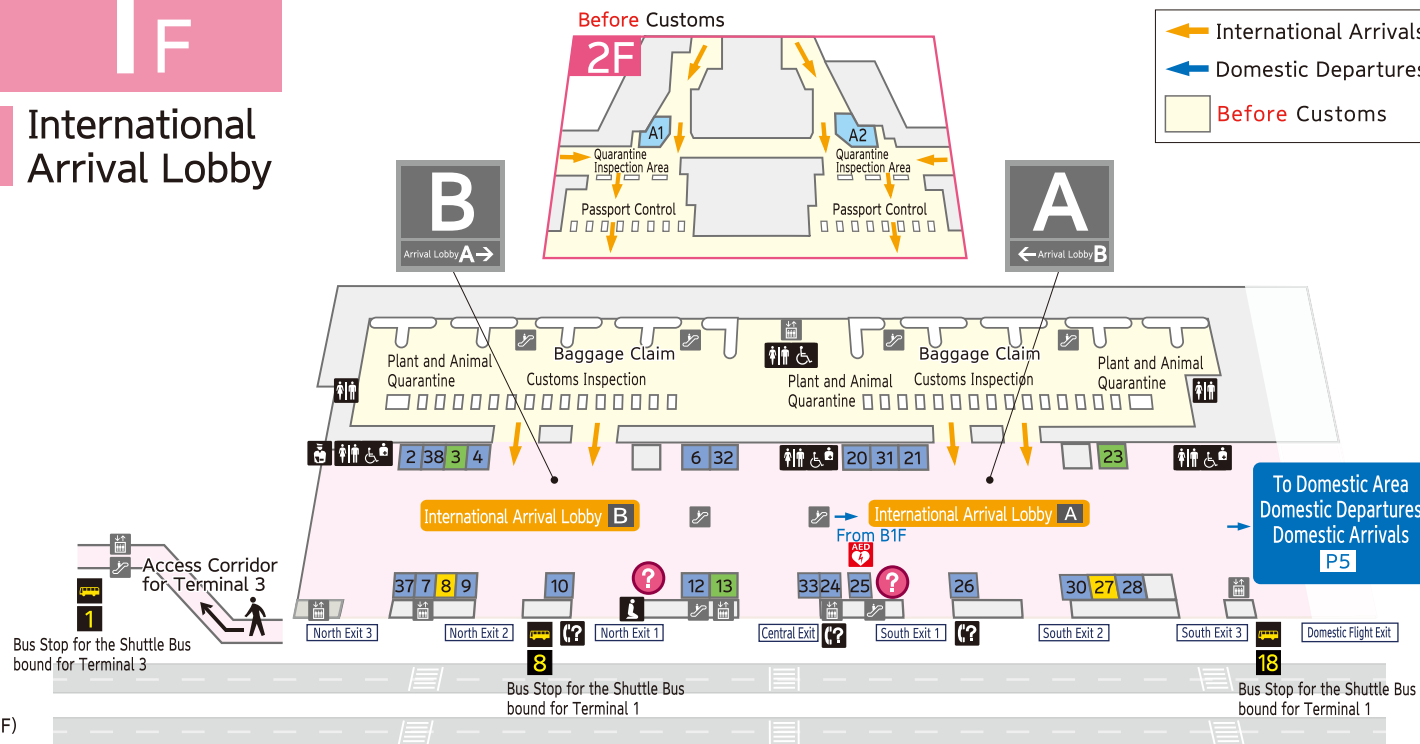 1F
International
Arrival Lobby
Before Customs
2F
A1
A2
Quarantine
Inspection Area
Quarantine
Inspection Area
Passport Control
Passport Control
International Arrivals
Domestic Departures
Before Customs
B
Arrival Lobby A→
A
←Arrival Lobby B
Plant and Animal
Quarantine
Baggage Claim
Customs Inspection
Plant and Animal
Quarantine
Baggage Claim
Customs Inspection
Plant and Animal
Quarantine
2 38 3 4
6 32
20 31 21
23
International Arrival Lobby B
International Arrival Lobby A
From B1F
AED
To Domestic Area
Domestic Departures
Domestic Arrivals
P5
Access Corridor
for Terminal 3
1
Bus Stop for the Shuttle Bus
bound for Terminal 3
37 7 8 9
10
?
12 13
33 24 25
?
26
30 27 28
North Exit 3
North Exit 2
?
North Exit 1
Central Exit
?
South Exit 1
?
South Exit 2
South Exit 3
Domestic Flight Exit
8
Bus Stop for the Shuttle Bus
bound for Terminal 1
18
Bus Stop for the Shuttle Bus
bound for Terminal 1
F)